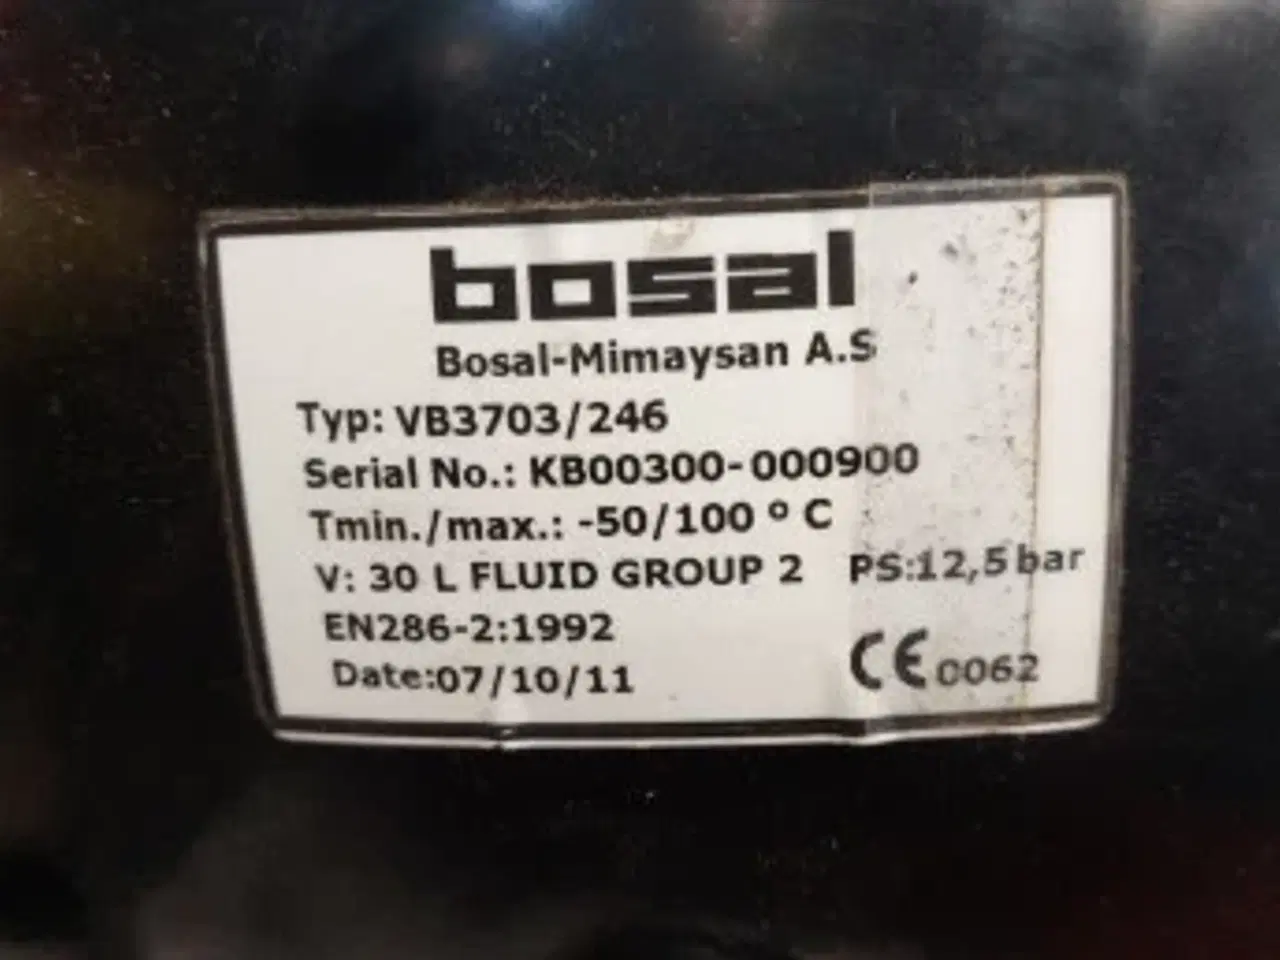 bosal
Bosal-Mimaysan A.S
Typ: VB3703/246
Serial No.: KB00300-000900
Tmin./max.: -50/100 ° C
V: 30 L FLUID GROUP 2 PS:12,5 bar
EN286-2:1992
Date:07/10/11 CE 0062